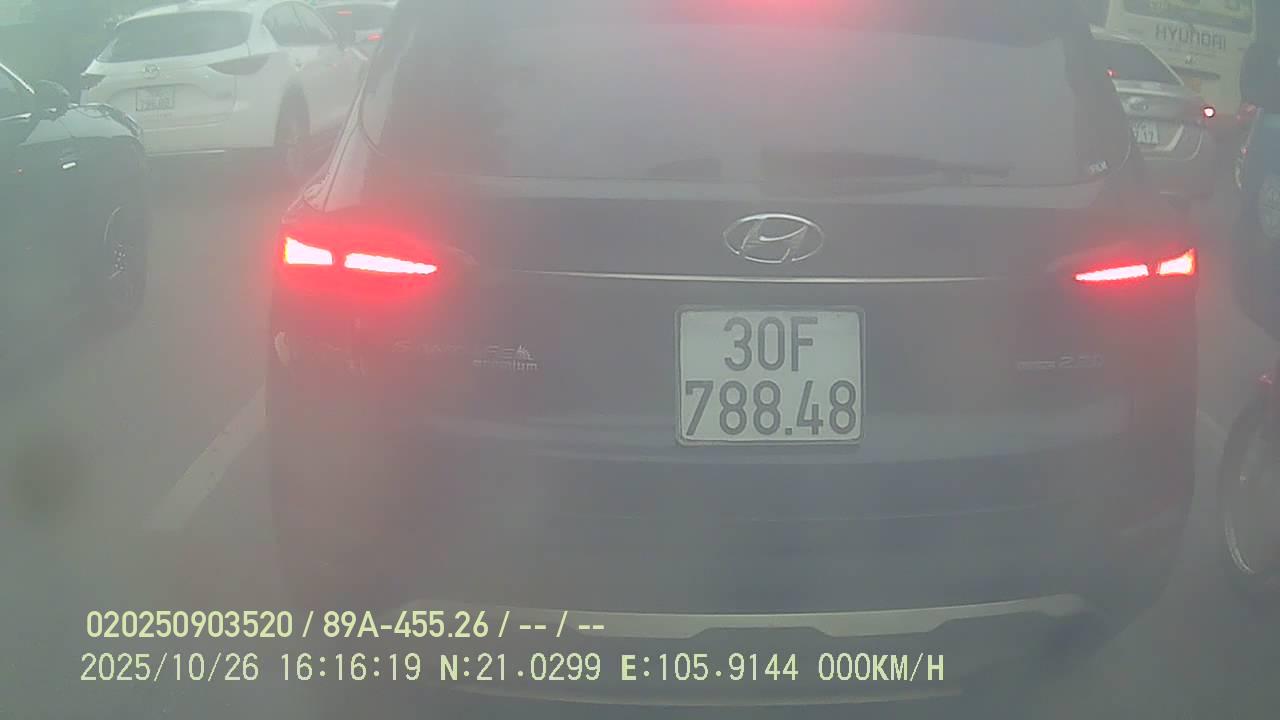 HYUNDAI
30F
788.48
premium
020250903520 / 89A-455.26 / -- / --
2025/10/26 16:16:19 N:21.0299 E:105.9144 000KM/H